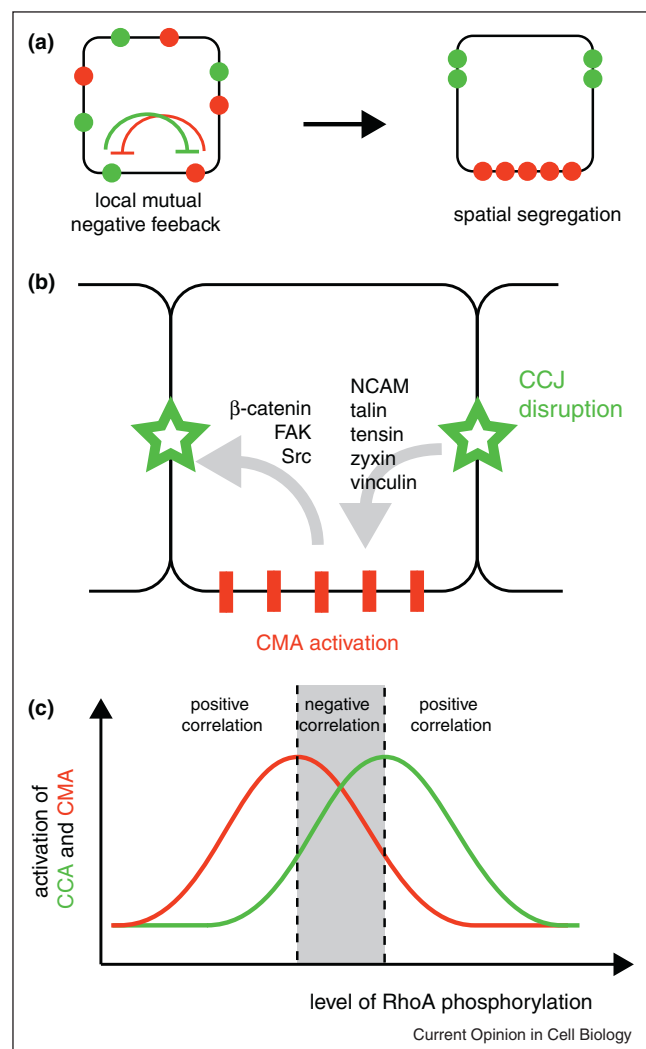 (a)
local mutual
negative feeback
spatial segregation
(b)
β-catenin
FAK
Src
NCAM
talin
tensin
zyxin
vinculin
CCJ
disruption
CMA activation
(c)
positive
correlation
negative
correlation
positive
correlation
activation of
CCA and CMA
level of RhoA phosphorylation
Current Opinion in Cell Biology